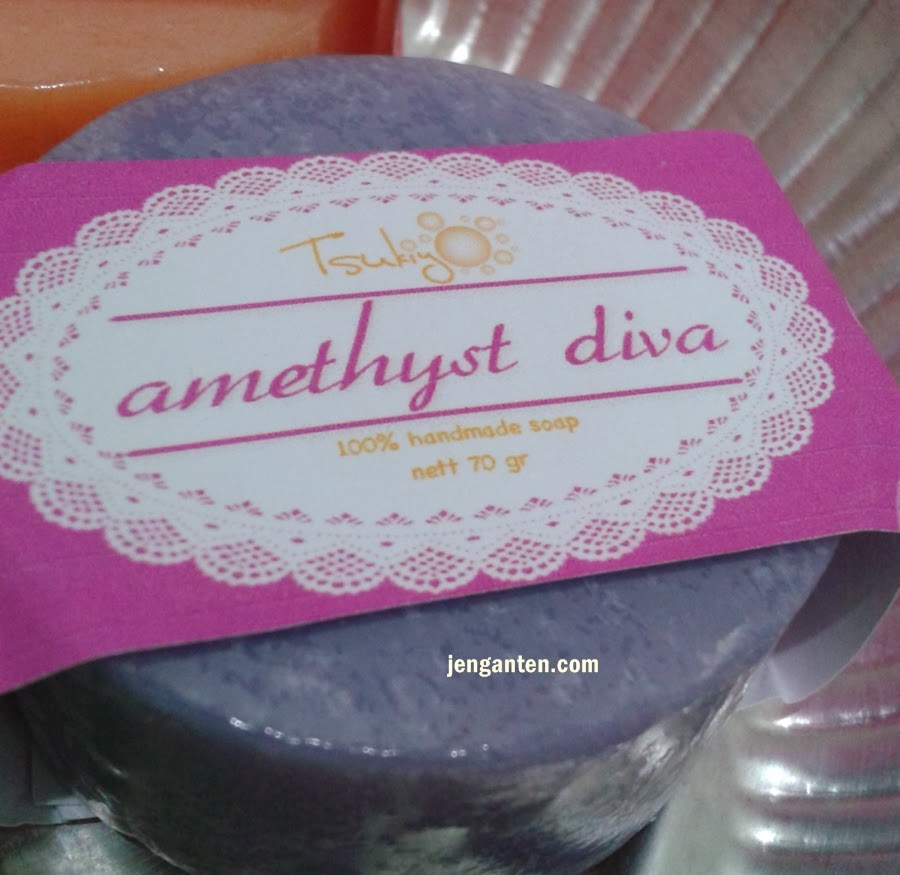 Tsukiyo
amethyst diva
100% handmade soap
nett 70 gr
jenganten.com